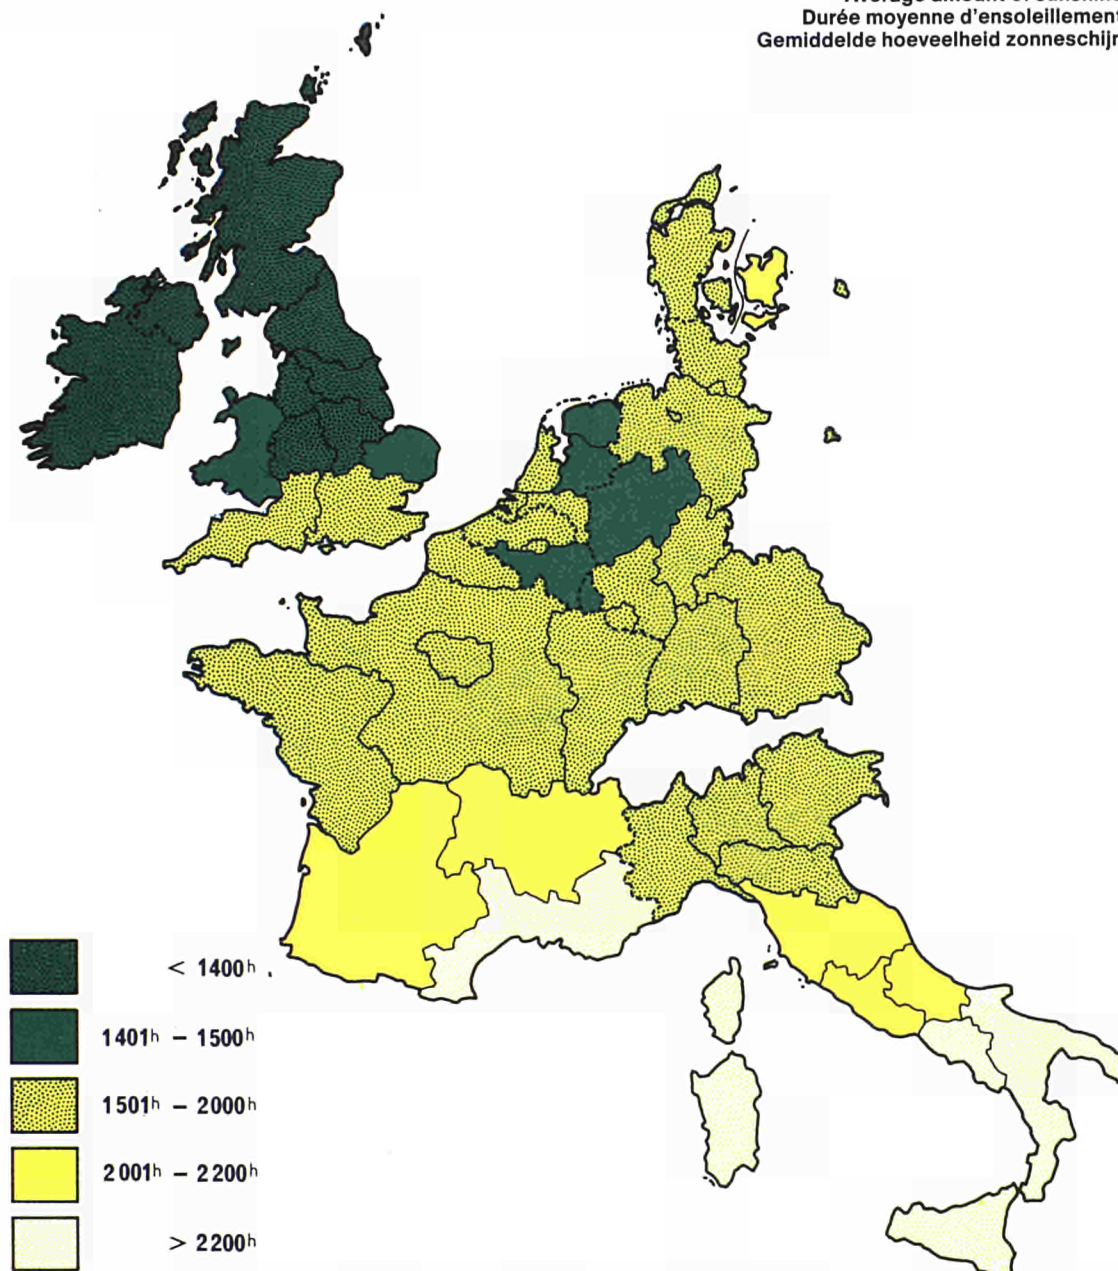 Durée moyenne d'ensoleillement
Gemiddelde hoeveelheid zonneschijn
< 1400h
1401h – 1500h
1501h – 2000h
2001h – 2200h
> 2200h